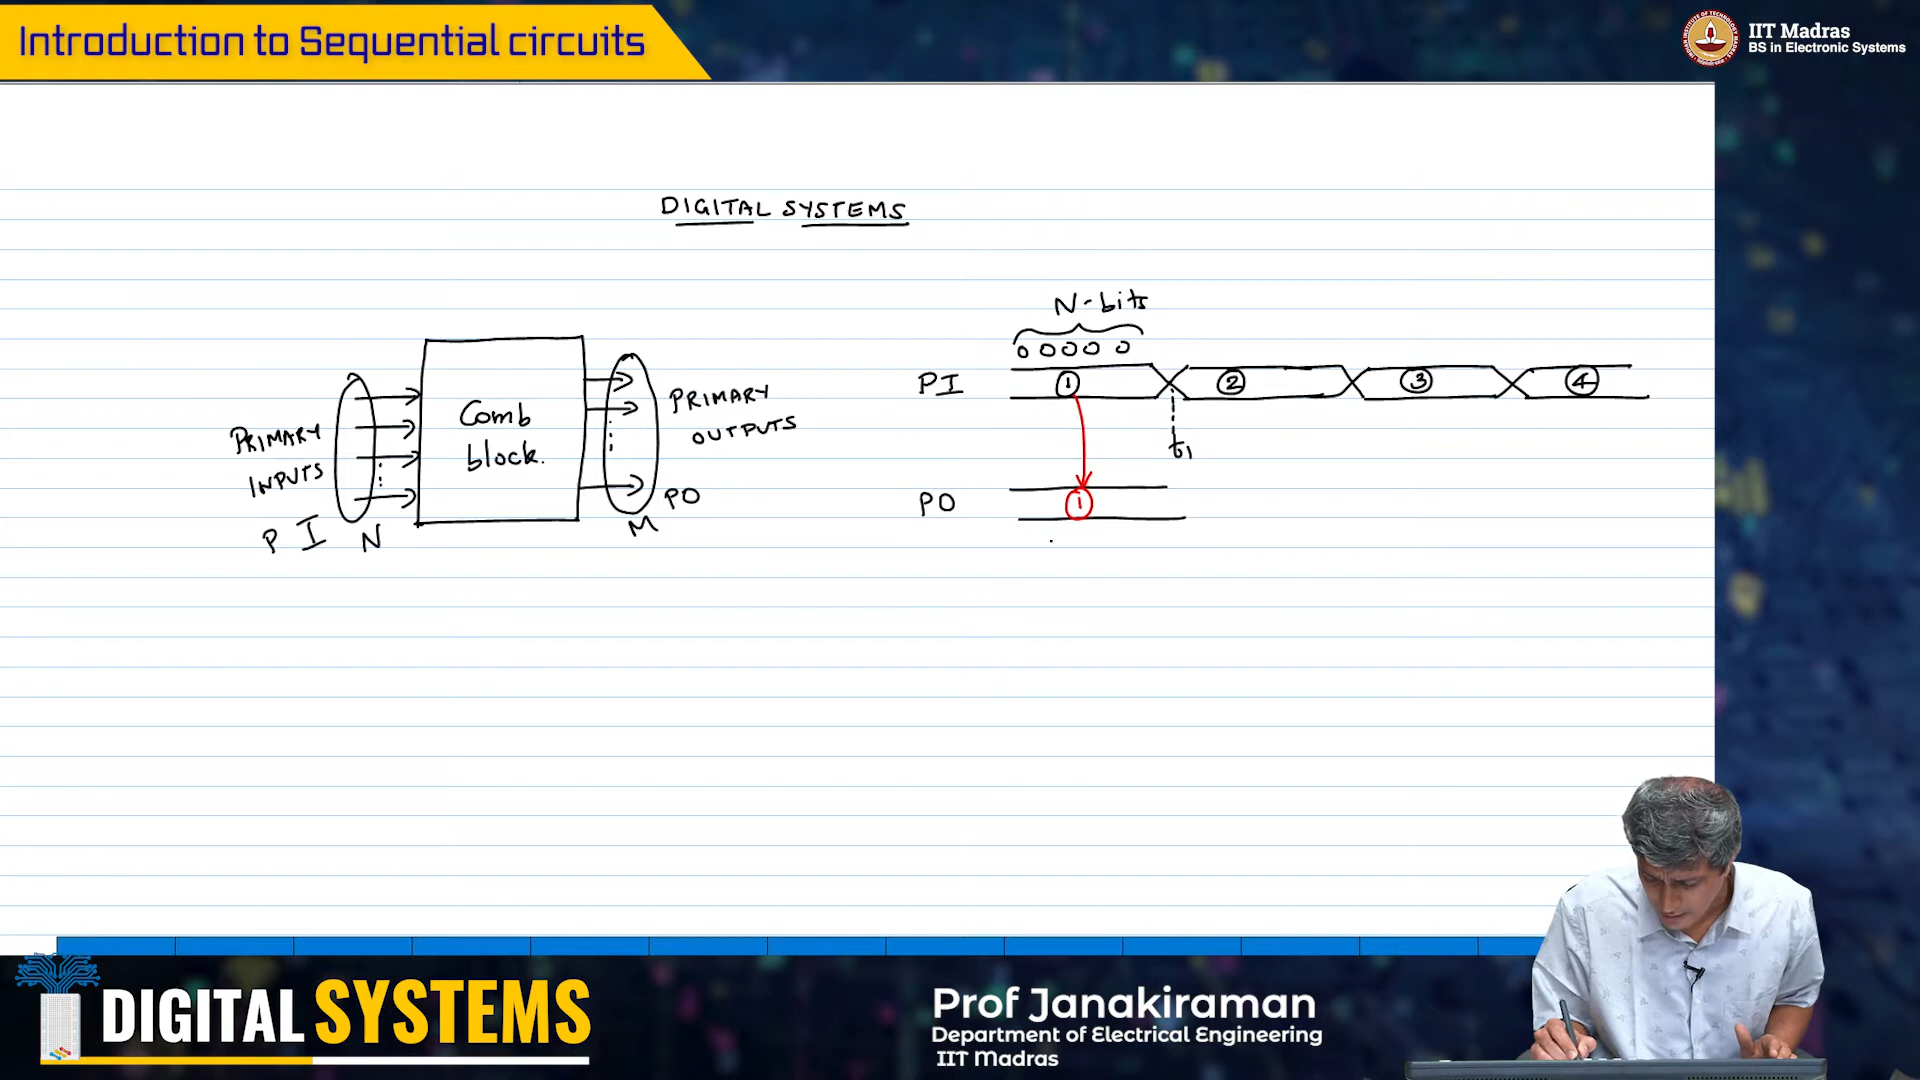 Introduction to Sequential circuits
IIT Madras
BS in Electronic Systems
DIGITAL SYSTEMS
N-bits
0 0 0 0 0
PI
1
2
3
4
t1
PO
1
PRIMARY
INPUTS
P I
N
Comb
block.
PRIMARY
OUTPUTS
PO
M
DIGITAL SYSTEMS
Prof Janakiraman
Department of Electrical Engineering
IIT Madras